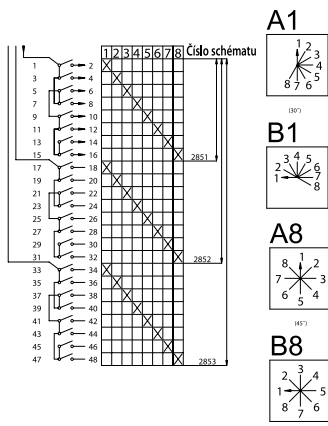 1 2 3 4 5 6 7 8 Číslo schématu
1 2 X
3 4 X
5 6 X
7 8 X
9 10 X
11 12 X
13 14 X
15 16 X
2851
17 18 X
19 20 X
21 22 X
23 24 X
25 26 X
27 28 X
29 30 X
31 32 X
2852
33 34 X
35 36 X
37 38 X
39 40 X
41 42 X
43 44 X
45 46 X
47 48 X
2853
A1
1 2 3 4 5 6 7 8
(30°)
B1
1 2 3 4 5 6 7 8
A8
1 2 3 4 5 6 7 8
(45°)
B8
1 2 3 4 5 6 7 8